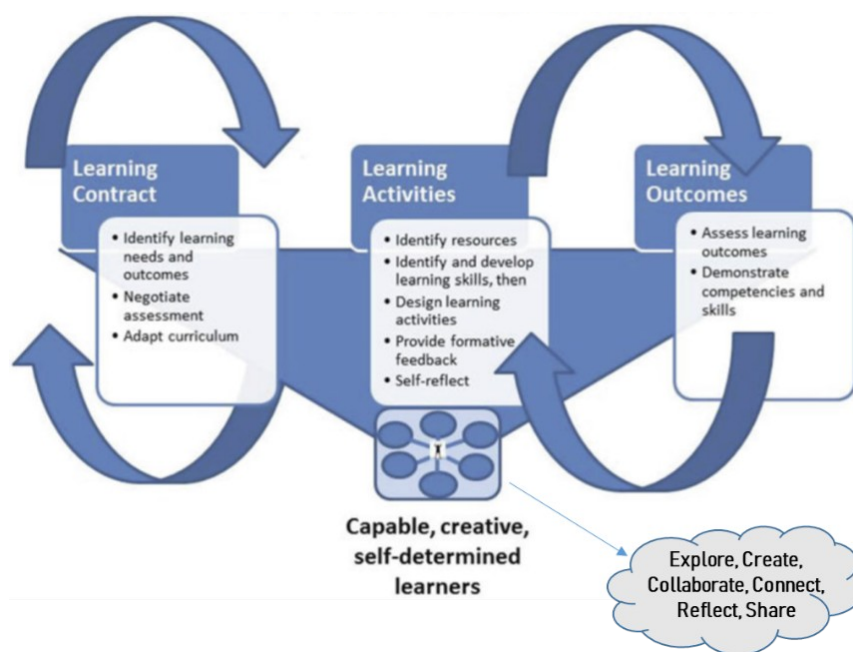 Learning
Contract
• Identify learning
needs and
outcomes
• Negotiate
assessment
• Adapt curriculum
Learning
Activities
• Identify resources
• Identify and develop
learning skills, then
• Design learning
activities
• Provide formative
feedback
• Self-reflect
Learning
Outcomes
• Assess learning
outcomes
• Demonstrate
competencies and
skills
Capable, creative,
self-determined
learners
Explore, Create,
Collaborate, Connect,
Reflect, Share